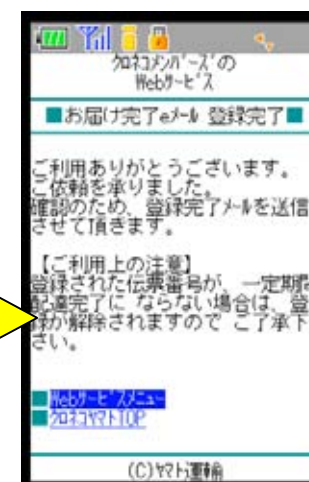 クロネコメンバーズの
Webサービス
■お届け完了eメール 登録完了■
ご利用ありがとうございます。
ご依頼を承りました。
確認のため、登録完了メールを送信
させて頂きます。
【ご利用上の注意】
登録された伝票番号が、一定期間
配達完了に ならない場合は、登
録が解除されますので ご了承下
さい。
■Webサービスメニュー
■クロネコヤマトTOP
(C)ヤマト運輸